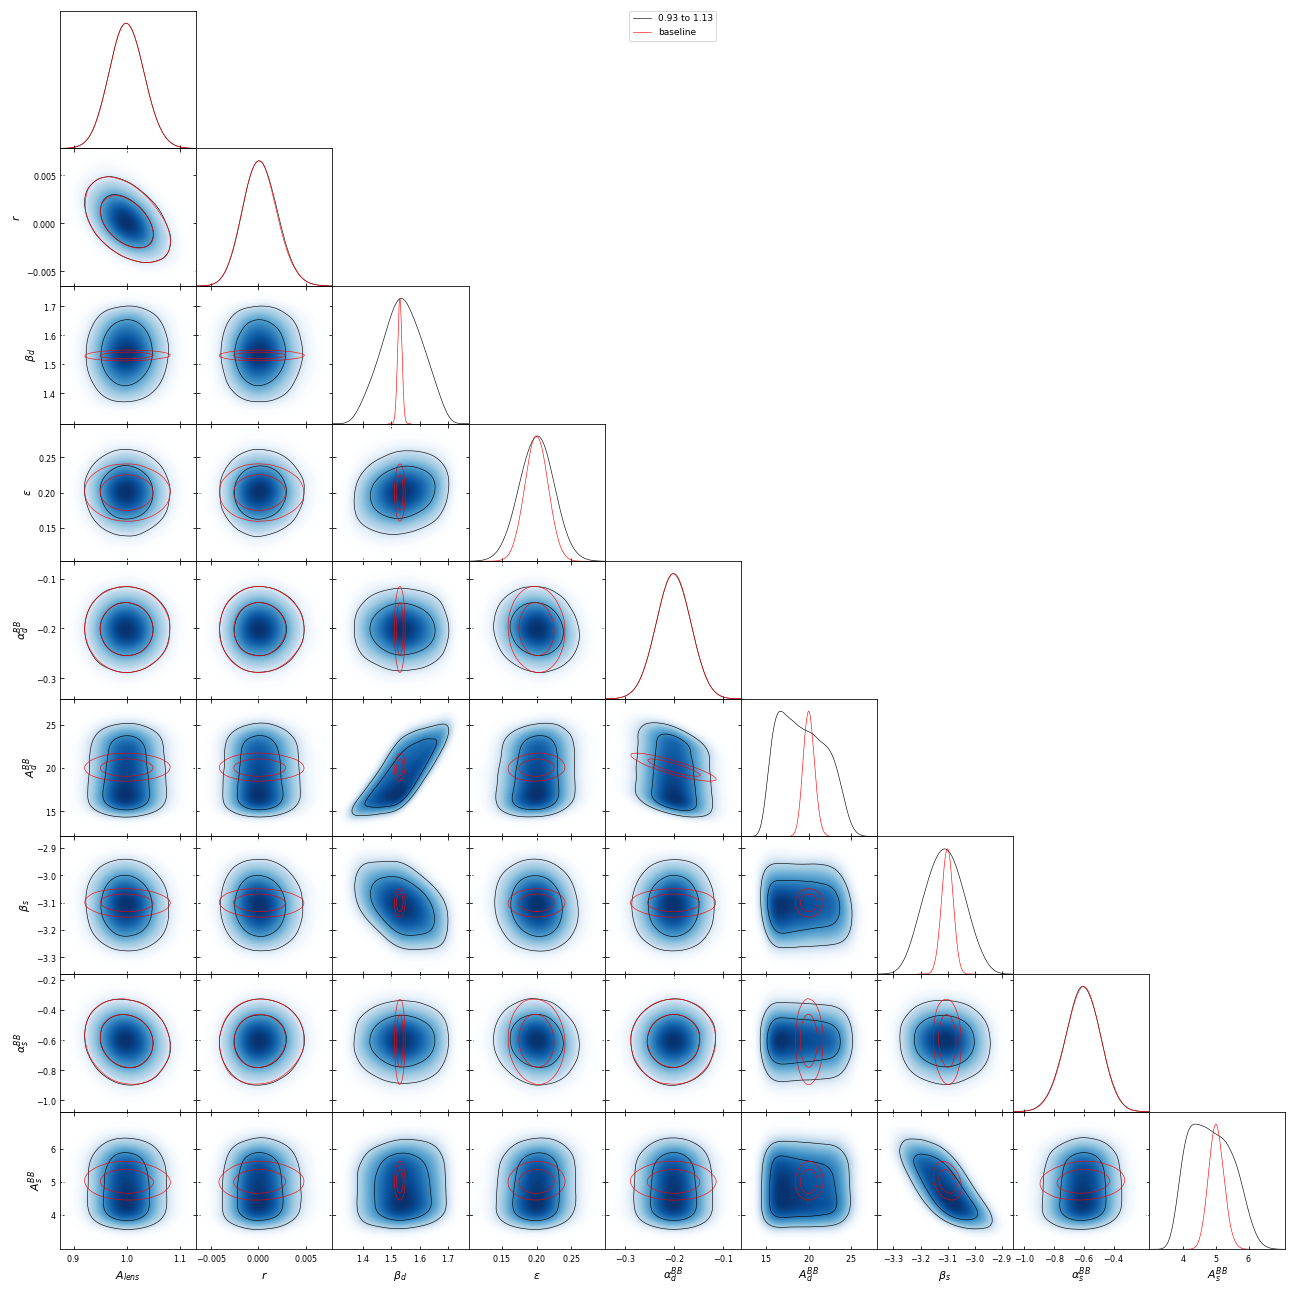 0.93 to 1.13
baseline
r
0.005
0.000
−0.005
β_d
1.7
1.6
1.5
1.4
ε
0.25
0.20
0.15
α_d^{BB}
−0.1
−0.2
−0.3
A_d^{BB}
25
20
15
β_s
−2.9
−3.0
−3.1
−3.2
−3.3
α_s^{BB}
−0.2
−0.4
−0.6
−0.8
−1.0
A_s^{BB}
6
5
4
0.9 1.0 1.1 −0.005 0.000 0.005 1.4 1.5 1.6 1.7 0.15 0.20 0.25 −0.3 −0.2 −0.1 15 20 25 −3.3 −3.2 −3.1 −3.0 −2.9 −1.0 −0.8 −0.6 −0.4 4 5 6
A_{lens} r β_d ε α_d^{BB} A_d^{BB} β_s α_s^{BB} A_s^{BB}